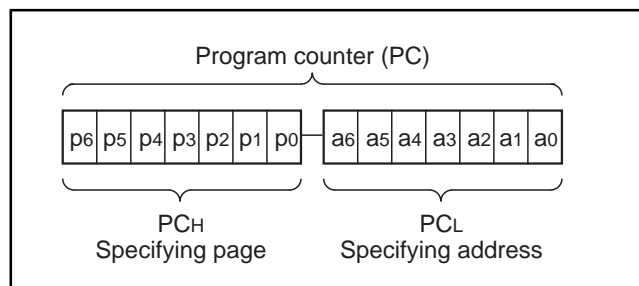 Program counter (PC)
p6 p5 p4 p3 p2 p1 p0 a6 a5 a4 a3 a2 a1 a0
PCH PCL
Specifying page Specifying address